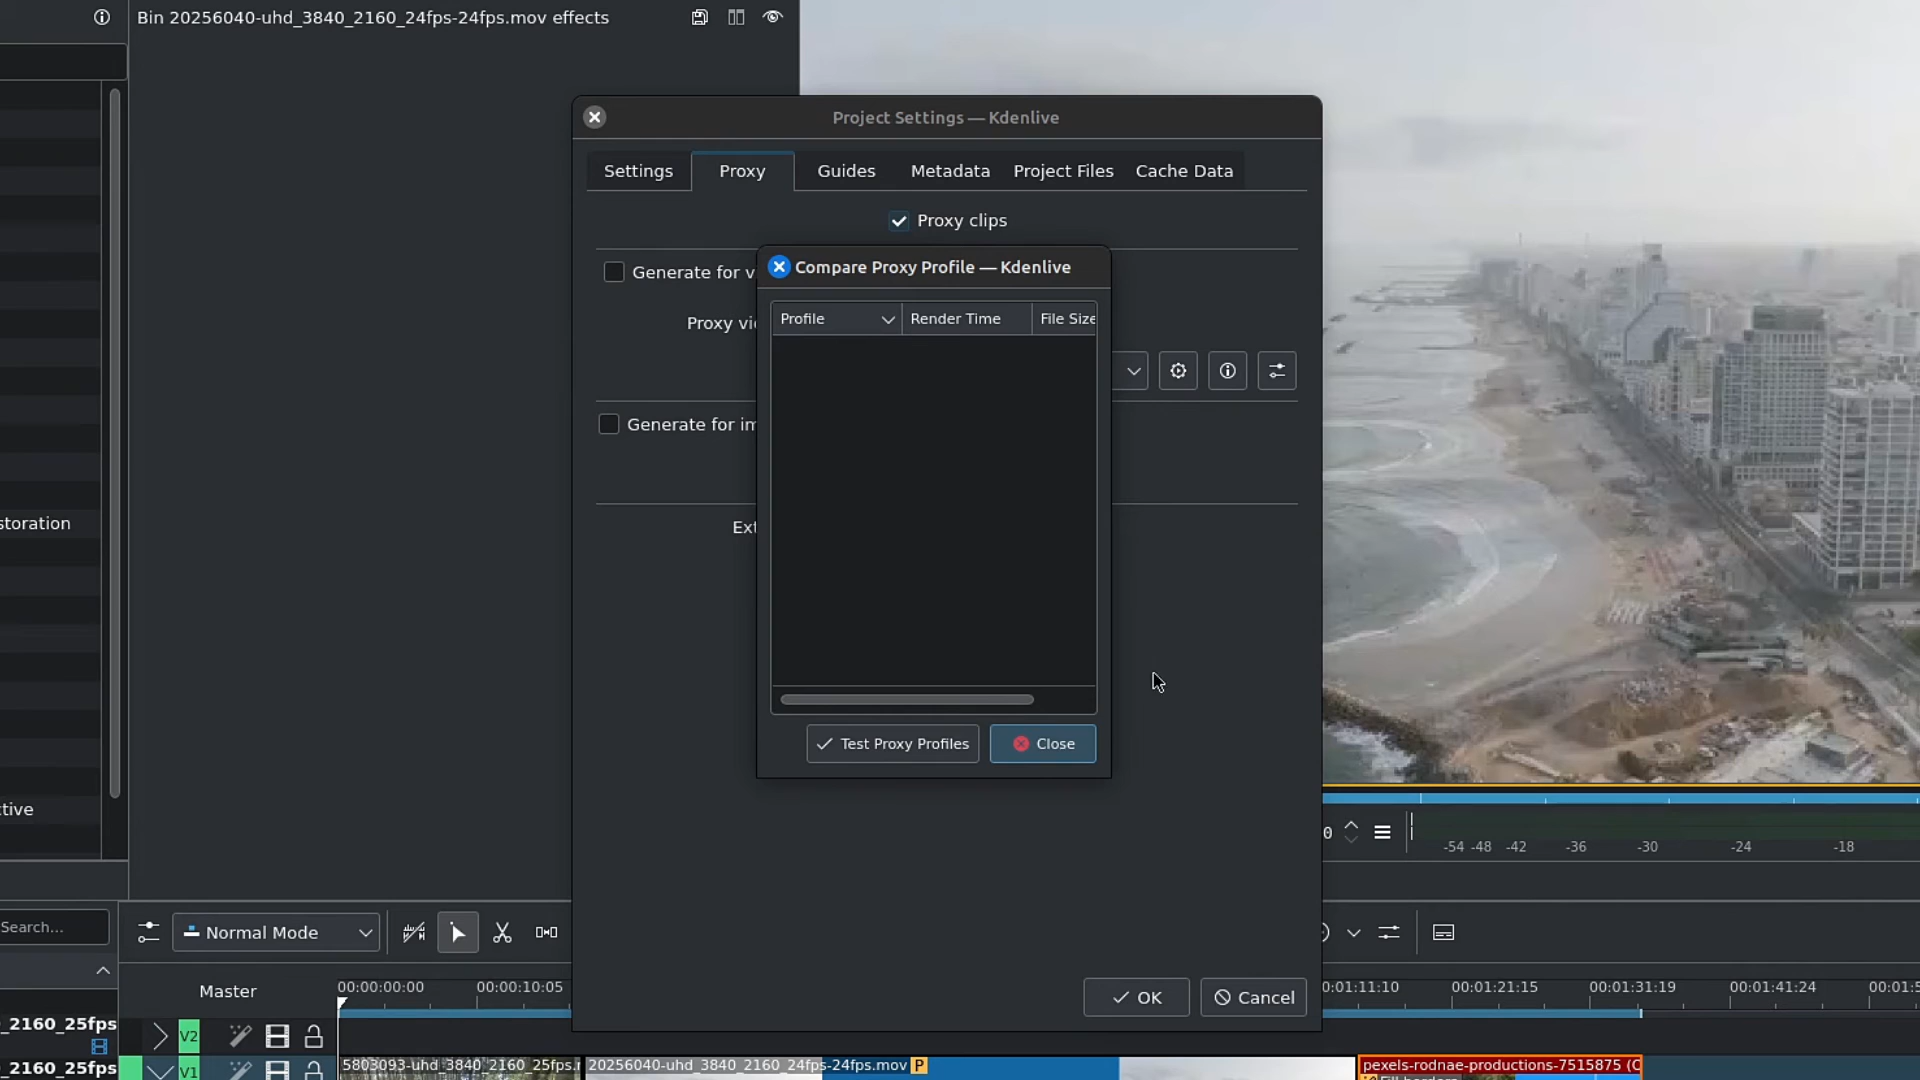 Bin 20256040-uhd_3840_2160_24fps-24fps.mov effects
Project Settings — Kdenlive
Settings
Proxy
Guides
Metadata
Project Files
Cache Data
Proxy clips
Compare Proxy Profile — Kdenlive
Generate for v
Profile
Render Time
File Size
Proxy vi
Generate for im
storation
Ext
Test Proxy Profiles
Close
tive
0
-54 -48 -42 -36 -30 -24 -18
Search...
Normal Mode
Master
00:00:00:00
00:00:10:05
0:01:11:10
00:01:21:15
00:01:31:19
00:01:41:24
00:01:5
OK
Cancel
_2160_25fps
V2
_2160_25fps
V1
5803093-uhd_3840_2160_25fps.r
20256040-uhd_3840_2160_24fps-24fps.mov P
pexels-rodnae-productions-7515875 (C